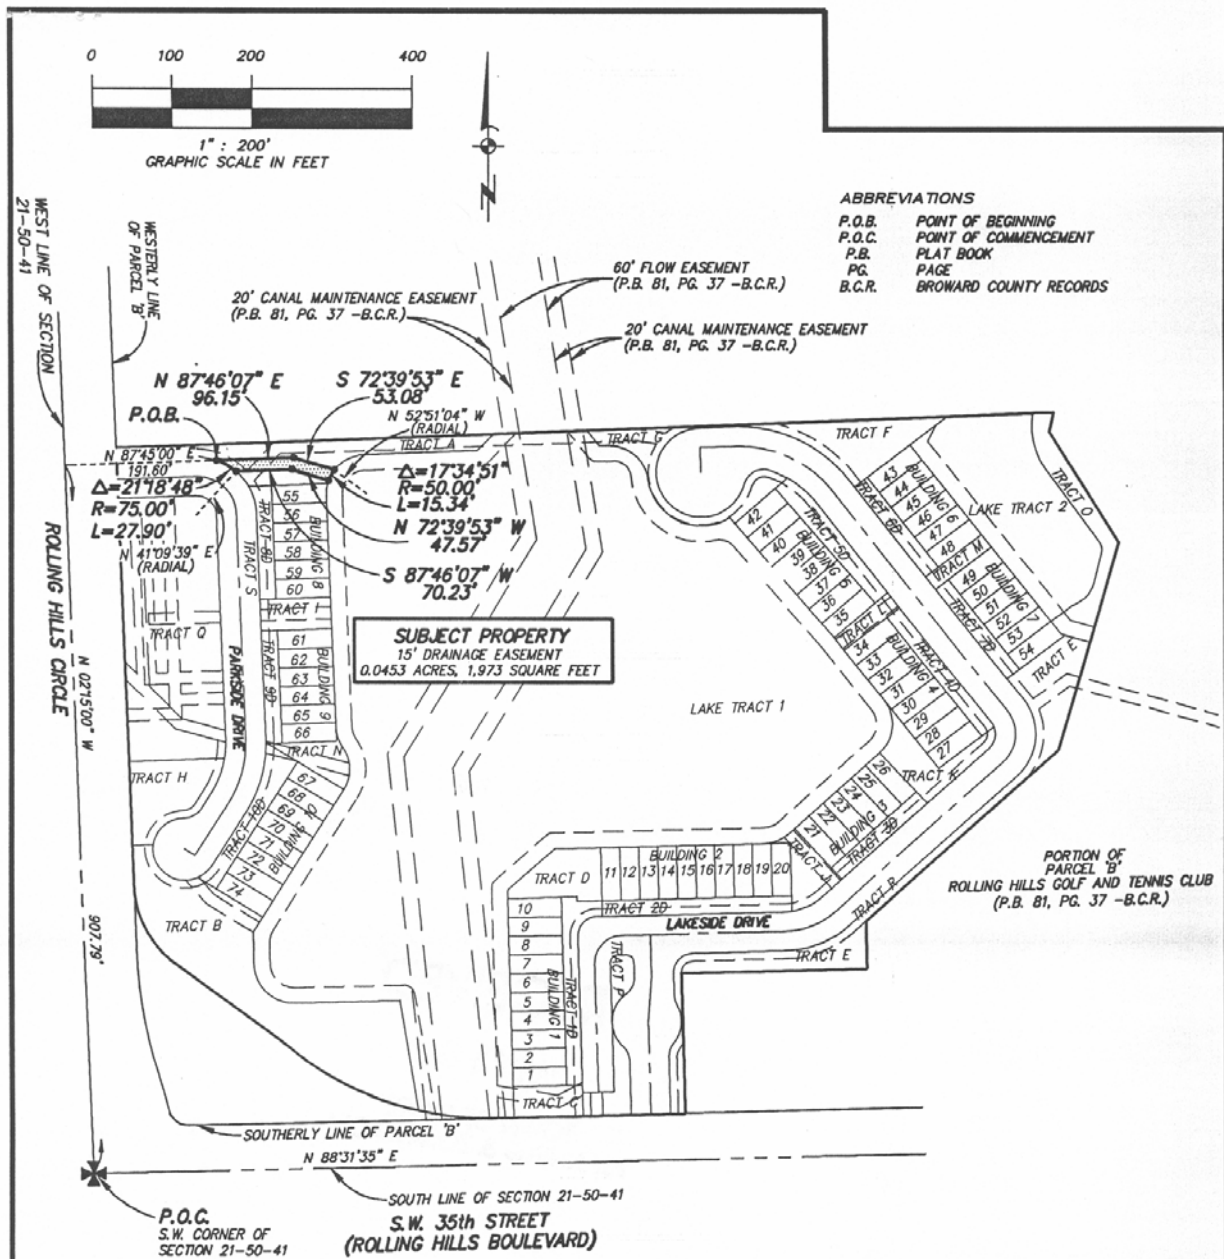 0 100 200 400
1" : 200'
GRAPHIC SCALE IN FEET
N
ABBREVIATIONS
P.O.B. POINT OF BEGINNING
P.O.C. POINT OF COMMENCEMENT
P.B. PLAT BOOK
PG. PAGE
B.C.R. BROWARD COUNTY RECORDS
WEST LINE OF SECTION
21-50-41
WESTERLY LINE
OF PARCEL 'B'
20' CANAL MAINTENANCE EASEMENT
(P.B. 81, PG. 37 -B.C.R.)
60' FLOW EASEMENT
(P.B. 81, PG. 37 -B.C.R.)
20' CANAL MAINTENANCE EASEMENT
(P.B. 81, PG. 37 -B.C.R.)
N 87°46'07" E
96.15'
S 72°39'53" E
53.08'
P.O.B.
N 52°51'04" W
(RADIAL)
TRACT A
N 87°45'00" E
191.60'
Δ=21°18'48"
R=75.00'
L=27.90'
N 41°09'39" E
(RADIAL)
Δ=17°34'51"
R=50.00'
L=15.34'
N 72°39'53" W
47.57'
S 87°46'07" W
70.23'
SUBJECT PROPERTY
15' DRAINAGE EASEMENT
0.0453 ACRES, 1,973 SQUARE FEET
ROLLING HILLS CIRCLE
N 02°15'00" W
907.79'
TRACT S
TRACT 8D
55
56
57
58
59
60
BUILDING 8
TRACT I
TRACT Q
PARKSIDE DRIVE
TRACT 9D
61
62
63
64
65
66
BUILDING 9
TRACT N
TRACT H
TRACT 10D
67
68
69
70
71
72
73
74
BUILDING 10
TRACT B
TRACT G
TRACT F
TRACT O
LAKE TRACT 2
43
44
45
46
47
48
BUILDING 6
TRACT 6D
TRACT M
49
50
51
52
53
54
BUILDING 7
TRACT 7D
TRACT E
42
41
40
39
38
37
36
35
BUILDING 5
TRACT 5D
TRACT L
34
33
32
31
30
29
28
27
BUILDING 4
TRACT 4D
TRACT K
LAKE TRACT 1
26
25
24
23
22
21
BUILDING 3
TRACT 3D
TRACT J
TRACT R
BUILDING 2
11 12 13 14 15 16 17 18 19 20
TRACT D
TRACT 2D
LAKESIDE DRIVE
TRACT E
10
9
8
7
6
5
4
3
2
1
BUILDING 1
TRACT 1D
TRACT P
TRACT C
PORTION OF
PARCEL 'B'
ROLLING HILLS GOLF AND TENNIS CLUB
(P.B. 81, PG. 37 -B.C.R.)
SOUTHERLY LINE OF PARCEL 'B'
N 88°31'35" E
SOUTH LINE OF SECTION 21-50-41
S.W. 35th STREET
(ROLLING HILLS BOULEVARD)
P.O.C.
S.W. CORNER OF
SECTION 21-50-41